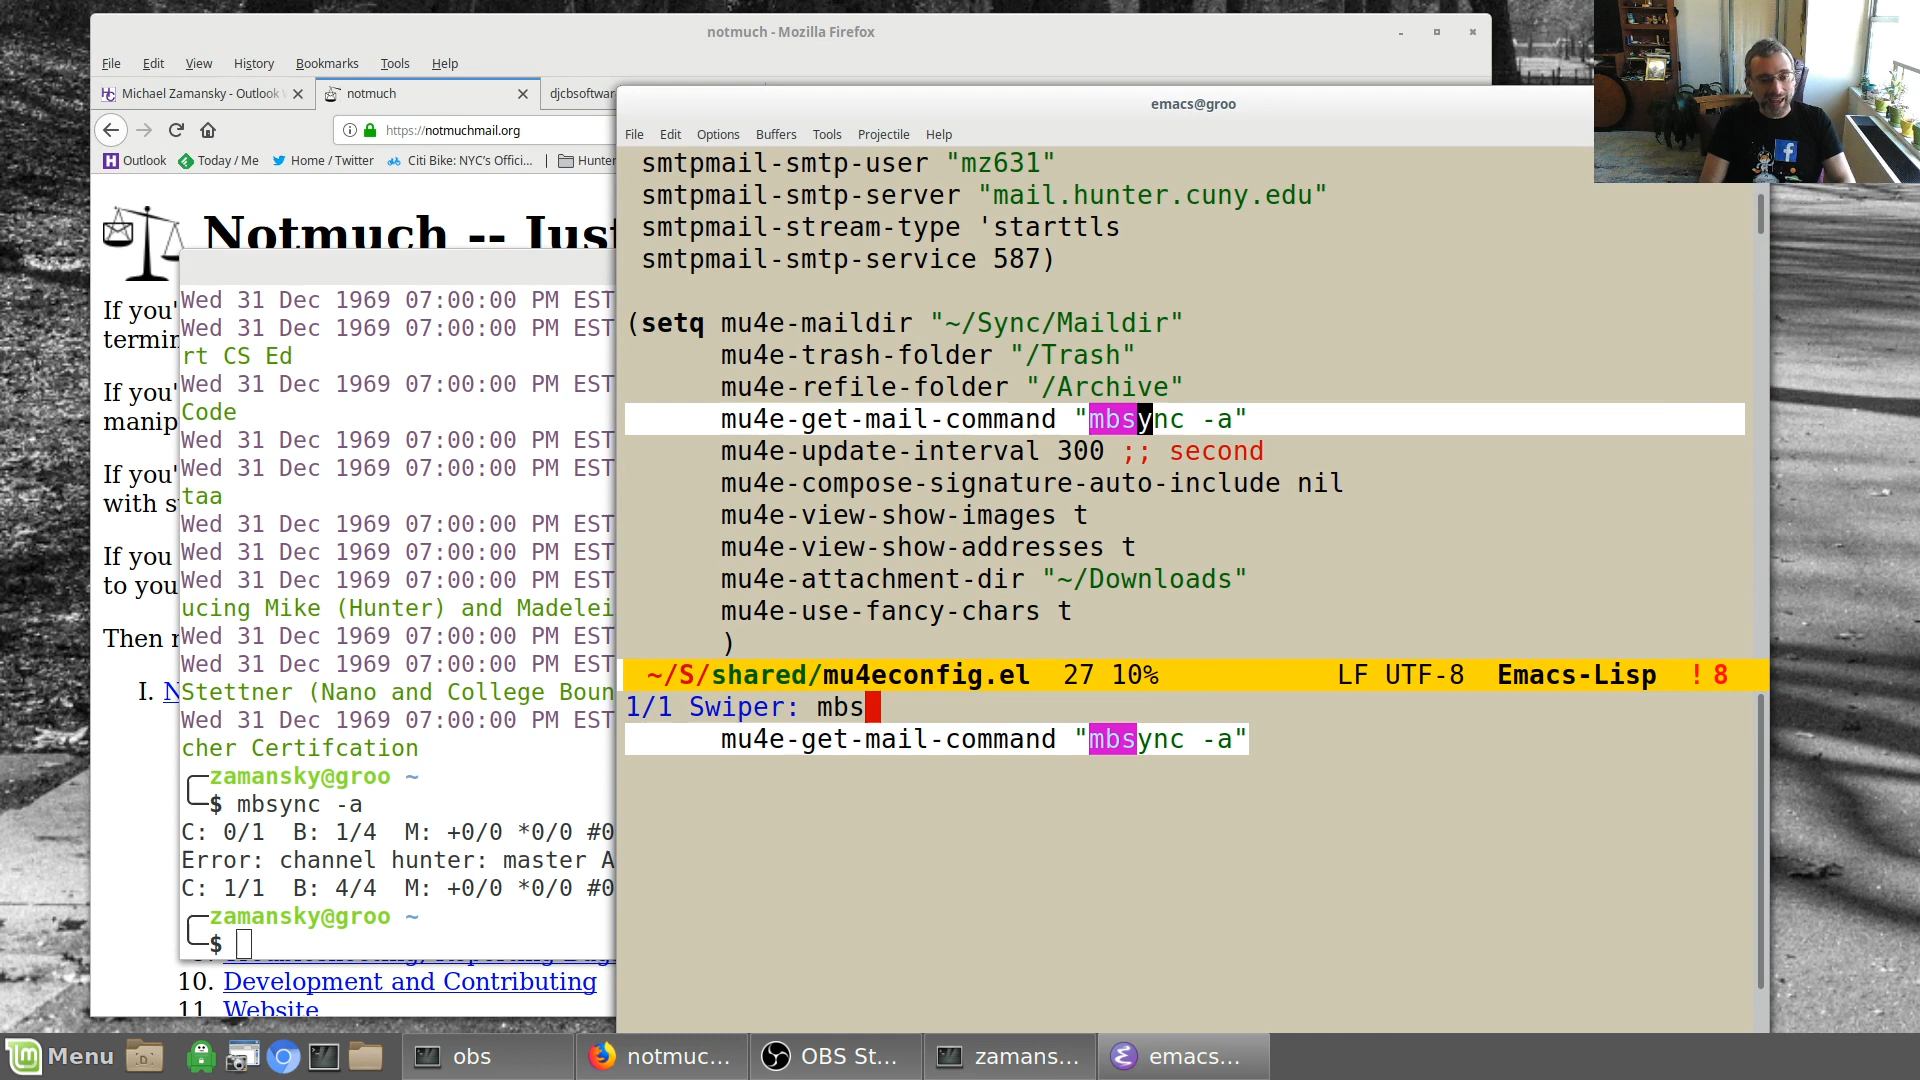 notmuch - Mozilla Firefox
File Edit View History Bookmarks Tools Help
Michael Zamansky - Outlook
notmuch
djcbsoftwar
https://notmuchmail.org
Outlook Today / Me Home / Twitter Citi Bike: NYC's Offici... Hunter
Notmuch -- Jus
If you'
termin
If you'
manip
If you'
with s
If you
to you
Then
I. N
10. Development and Contributing
11. Website
Wed 31 Dec 1969 07:00:00 PM EST
Wed 31 Dec 1969 07:00:00 PM EST
rt CS Ed
Wed 31 Dec 1969 07:00:00 PM EST
Code
Wed 31 Dec 1969 07:00:00 PM EST
Wed 31 Dec 1969 07:00:00 PM EST
taa
Wed 31 Dec 1969 07:00:00 PM EST
Wed 31 Dec 1969 07:00:00 PM EST
Wed 31 Dec 1969 07:00:00 PM EST
ucing Mike (Hunter) and Madelei
Wed 31 Dec 1969 07:00:00 PM EST
Wed 31 Dec 1969 07:00:00 PM EST
Stettner (Nano and College Boun
Wed 31 Dec 1969 07:00:00 PM EST
cher Certifcation
zamansky@groo ~
$ mbsync -a
C: 0/1 B: 1/4 M: +0/0 *0/0 #0
Error: channel hunter: master A
C: 1/1 B: 4/4 M: +0/0 *0/0 #0
zamansky@groo ~
$
emacs@groo
File Edit Options Buffers Tools Projectile Help
smtpmail-smtp-user "mz631"
smtpmail-smtp-server "mail.hunter.cuny.edu"
smtpmail-stream-type 'starttls
smtpmail-smtp-service 587)
(setq mu4e-maildir "~/Sync/Maildir"
mu4e-trash-folder "/Trash"
mu4e-refile-folder "/Archive"
mu4e-get-mail-command "mbsync -a"
mu4e-update-interval 300 ;; second
mu4e-compose-signature-auto-include nil
mu4e-view-show-images t
mu4e-view-show-addresses t
mu4e-attachment-dir "~/Downloads"
mu4e-use-fancy-chars t
)
~/S/shared/mu4econfig.el 27 10% LF UTF-8 Emacs-Lisp ! 8
1/1 Swiper: mbs
mu4e-get-mail-command "mbsync -a"
Menu obs notmuc... OBS St... zamans... emacs...